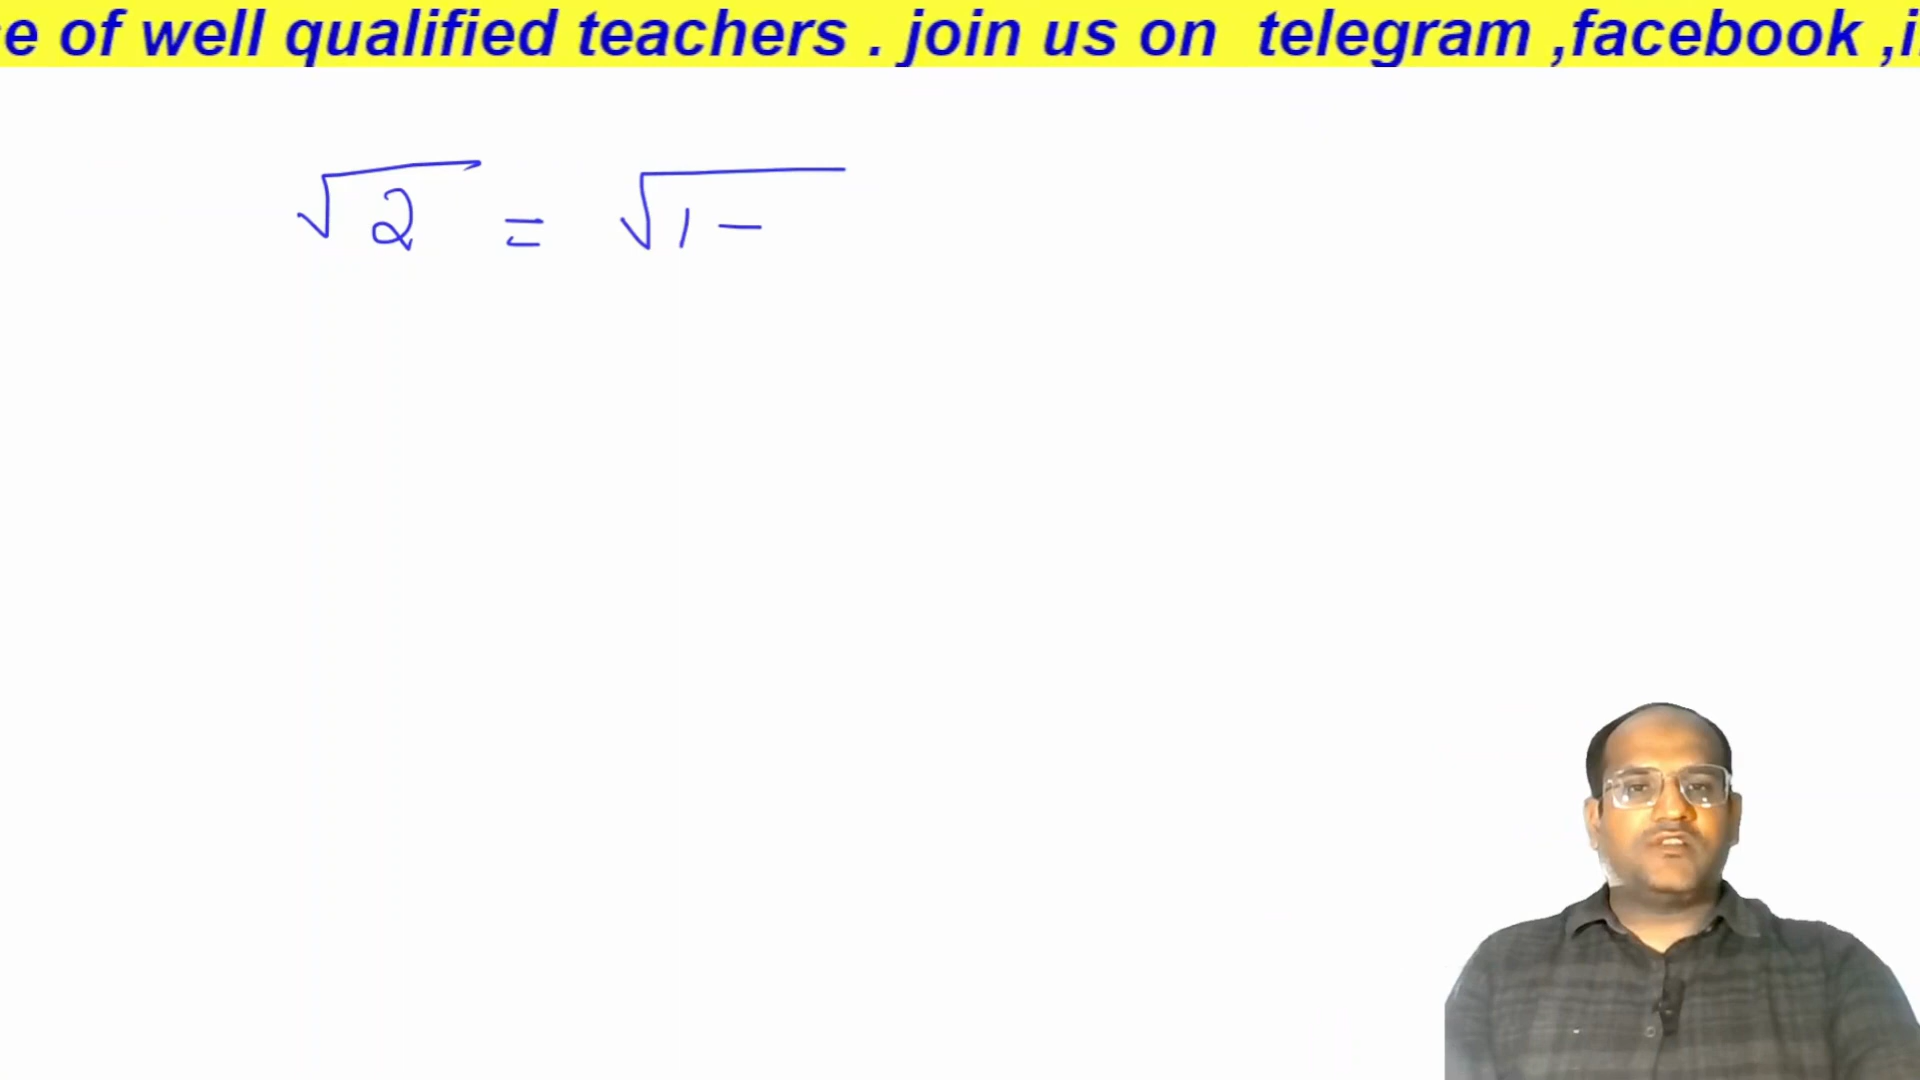 e of well qualified teachers . join us on telegram ,facebook ,i
√2 = √1-